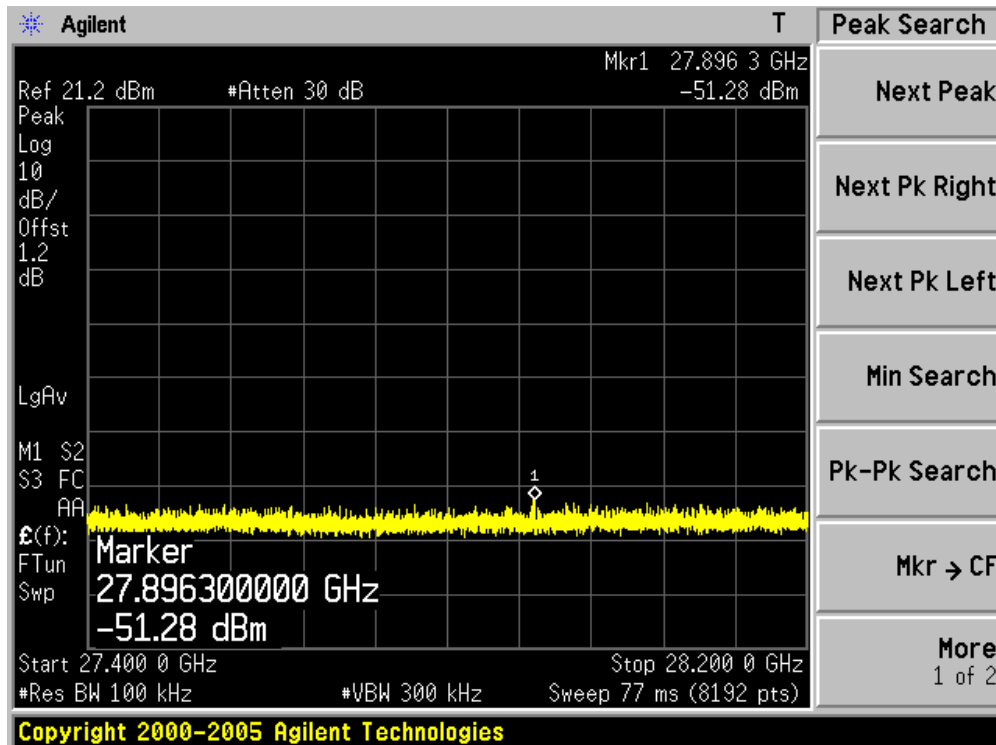 Agilent T Peak Search
Mkr1 27.896 3 GHz
Ref 21.2 dBm #Atten 30 dB -51.28 dBm
Peak
Log
10
dB/
Offst
1.2
dB
LgAv
M1 S2
S3 FC
AA
£(f):
FTun
Swp
1
Marker
27.896300000 GHz
-51.28 dBm
Start 27.400 0 GHz Stop 28.200 0 GHz
#Res BW 100 kHz #VBW 300 kHz Sweep 77 ms (8192 pts)
Copyright 2000-2005 Agilent Technologies
Next Peak
Next Pk Right
Next Pk Left
Min Search
Pk-Pk Search
Mkr → CF
More
1 of 2